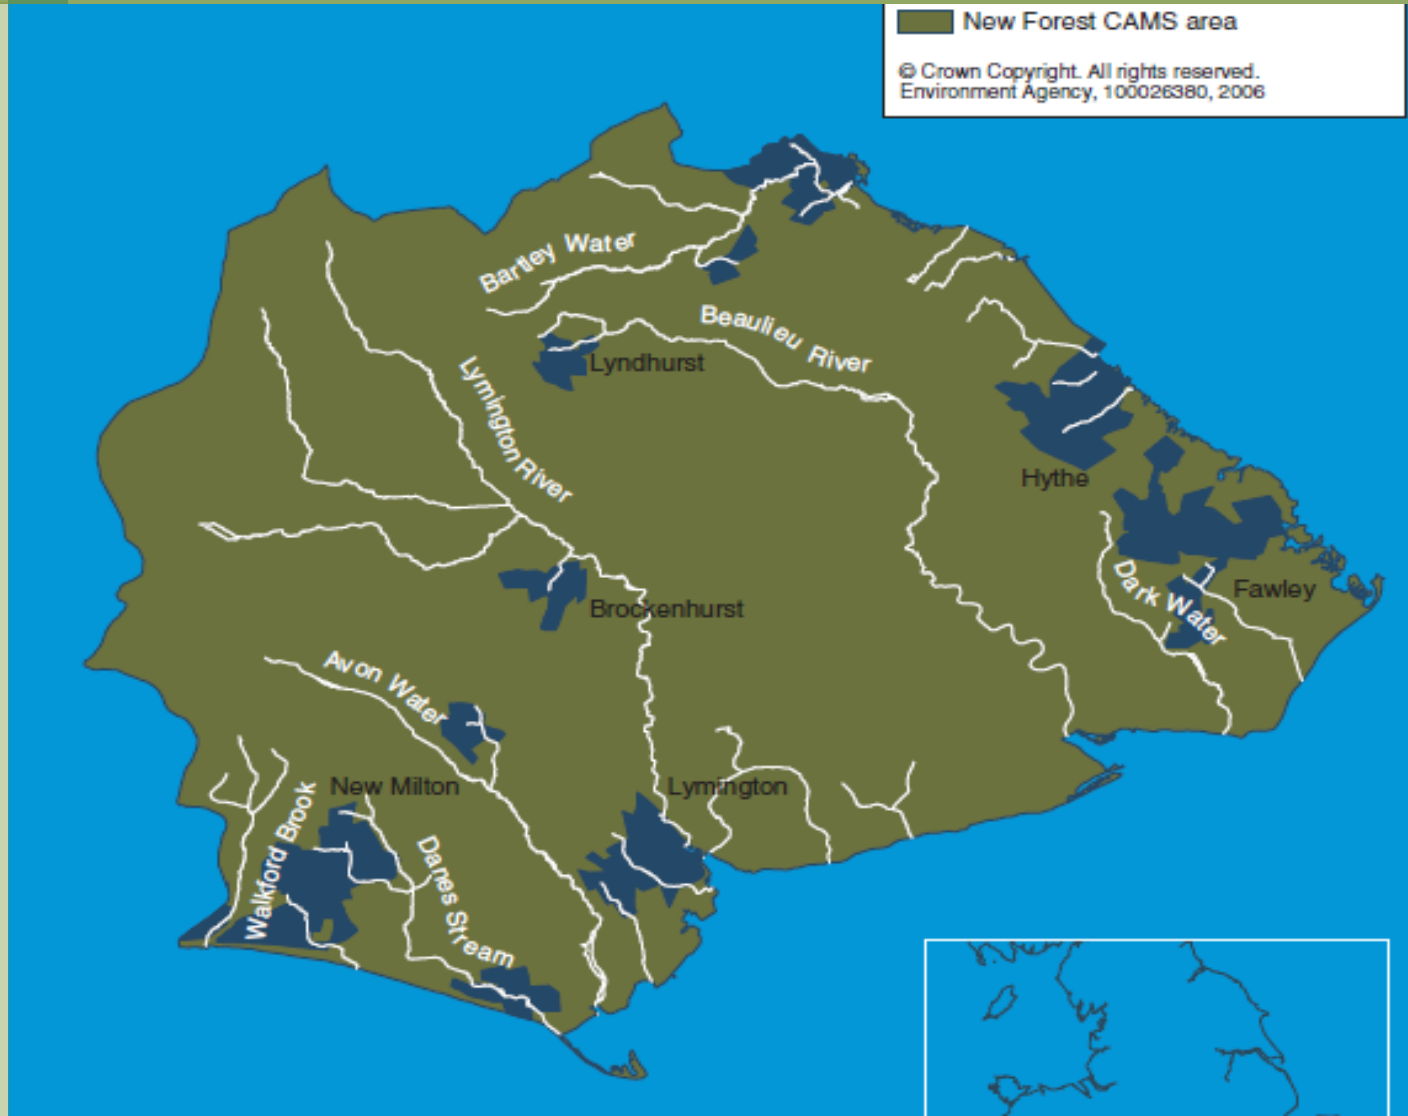 New Forest CAMS area
© Crown Copyright. All rights reserved.
Environment Agency, 100026380, 2006
Bartley Water
Beaulieu River
Lyndhurst
Lymington River
Hythe
Dark Water
Fawley
Brockenhurst
Avon Water
New Milton
Lymington
Walkford Brook
Danes Stream